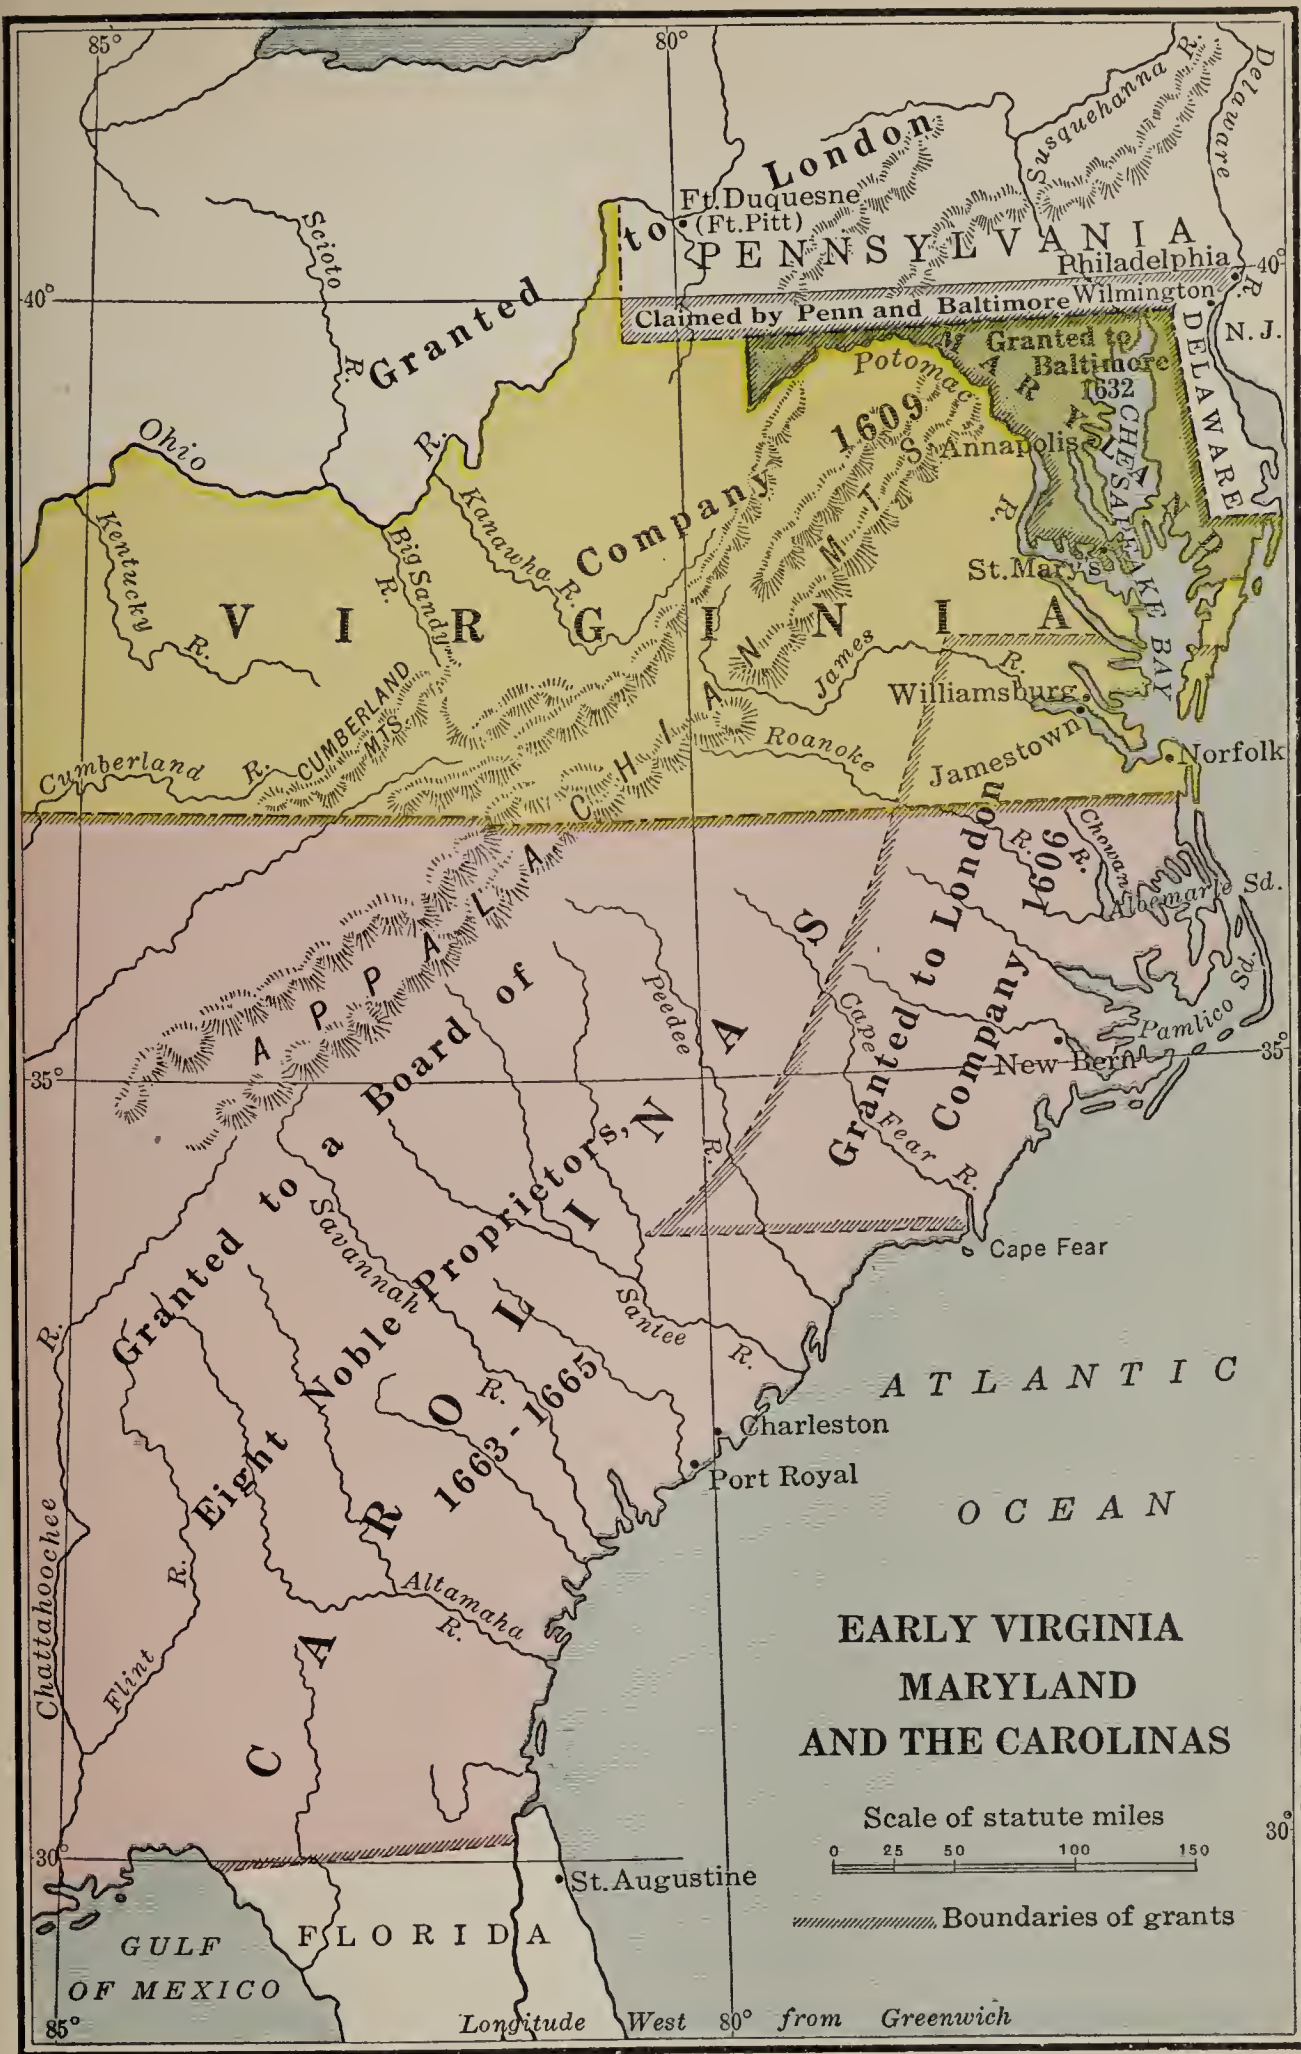 85°
80°
Susquehanna R.
Delaware
R.
London
Ft. Duquesne
(Ft. Pitt)
to
PENNSYLVANIA
Philadelphia
40°
40°
Scioto
R.
Granted
Claimed by Penn and Baltimore
Wilmington
N. J.
DELAWARE
Granted to
Baltimore
1632
MARYLAND
Potomac
R.
1609
Ohio
R.
Annapolis
CHESAPEAKE BAY
Kanawha R.
Company
Kentucky
R.
Big Sandy
R.
St. Mary's
VIRGINIA
James
R.
Williamsburg
CUMBERLAND
MTS.
Cumberland R.
Roanoke
R.
Jamestown
Norfolk
APPALACHIAN MTS.
Granted to London
Company
1606
Chowan
R.
Albemarle Sd.
Pamlico Sd.
Peedee
R.
Cape
Fear R.
New Bern
35°
35°
Cape Fear
Granted to a Board of
Eight Noble Proprietors,
1663-1665
CAROLINAS
Savannah
R.
Santee
R.
Charleston
Port Royal
ATLANTIC
OCEAN
Chattahoochee
R.
Flint
R.
Altamaha
R.
EARLY VIRGINIA
MARYLAND
AND THE CAROLINAS
Scale of statute miles
0 25 50 100 150
Boundaries of grants
30°
30°
St. Augustine
FLORIDA
GULF
OF MEXICO
85°
Longitude West 80° from Greenwich